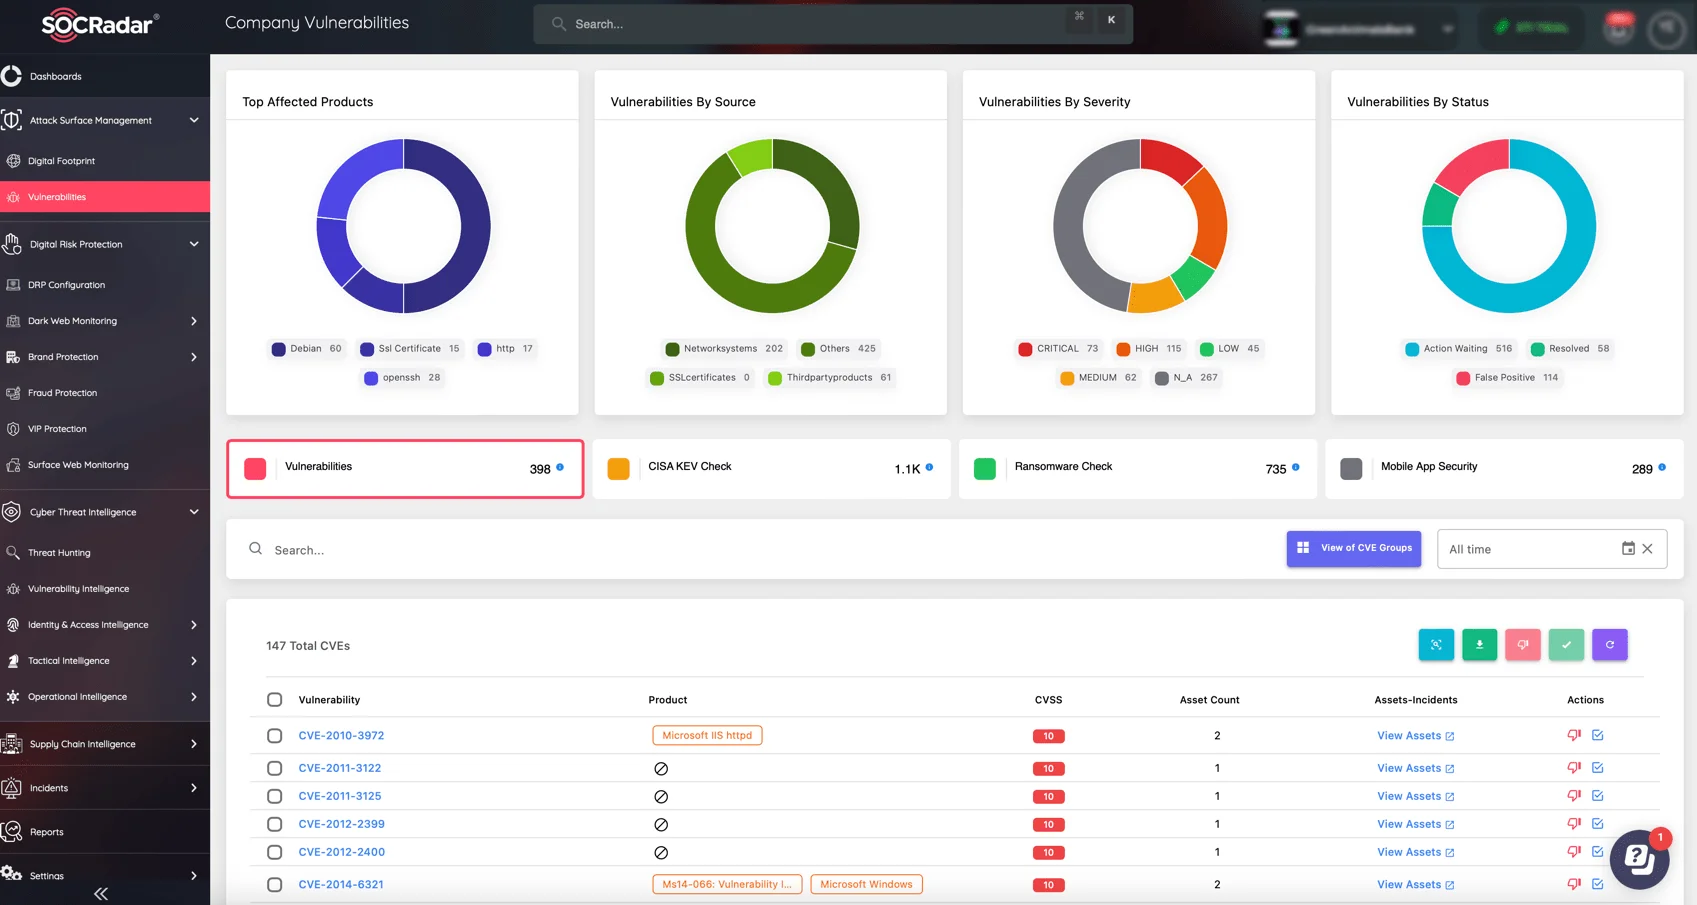 SOCRadar®
Company Vulnerabilities
Search...
⌘
K
Dashboards
Attack Surface Management
Digital Footprint
Vulnerabilities
Digital Risk Protection
DRP Configuration
Dark Web Monitoring
Brand Protection
Fraud Protection
VIP Protection
Surface Web Monitoring
Cyber Threat Intelligence
Threat Hunting
Vulnerability Intelligence
Identity & Access Intelligence
Tactical Intelligence
Operational Intelligence
Supply Chain Intelligence
Incidents
Reports
Settings
Top Affected Products
Debian 60 Ssl Certificate 15 http 17
openssh 28
Vulnerabilities By Source
Networksystems 202 Others 425
SSLcertificates 0 Thirdpartyproducts 61
Vulnerabilities By Severity
CRITICAL 73 HIGH 115 LOW 45
MEDIUM 62 N_A 267
Vulnerabilities By Status
Action Waiting 516 Resolved 58
False Positive 114
Vulnerabilities 398
CISA KEV Check 1.1K
Ransomware Check 735
Mobile App Security 289
Search...
View of CVE Groups
All time
147 Total CVEs
Vulnerability Product CVSS Asset Count Assets-Incidents Actions
CVE-2010-3972 Microsoft IIS httpd 10 2 View Assets
CVE-2011-3122 10 1 View Assets
CVE-2011-3125 10 1 View Assets
CVE-2012-2399 10 1 View Assets
CVE-2012-2400 10 1 View Assets
CVE-2014-6321 Ms14-066: Vulnerability I... Microsoft Windows 10 2 View Assets
1